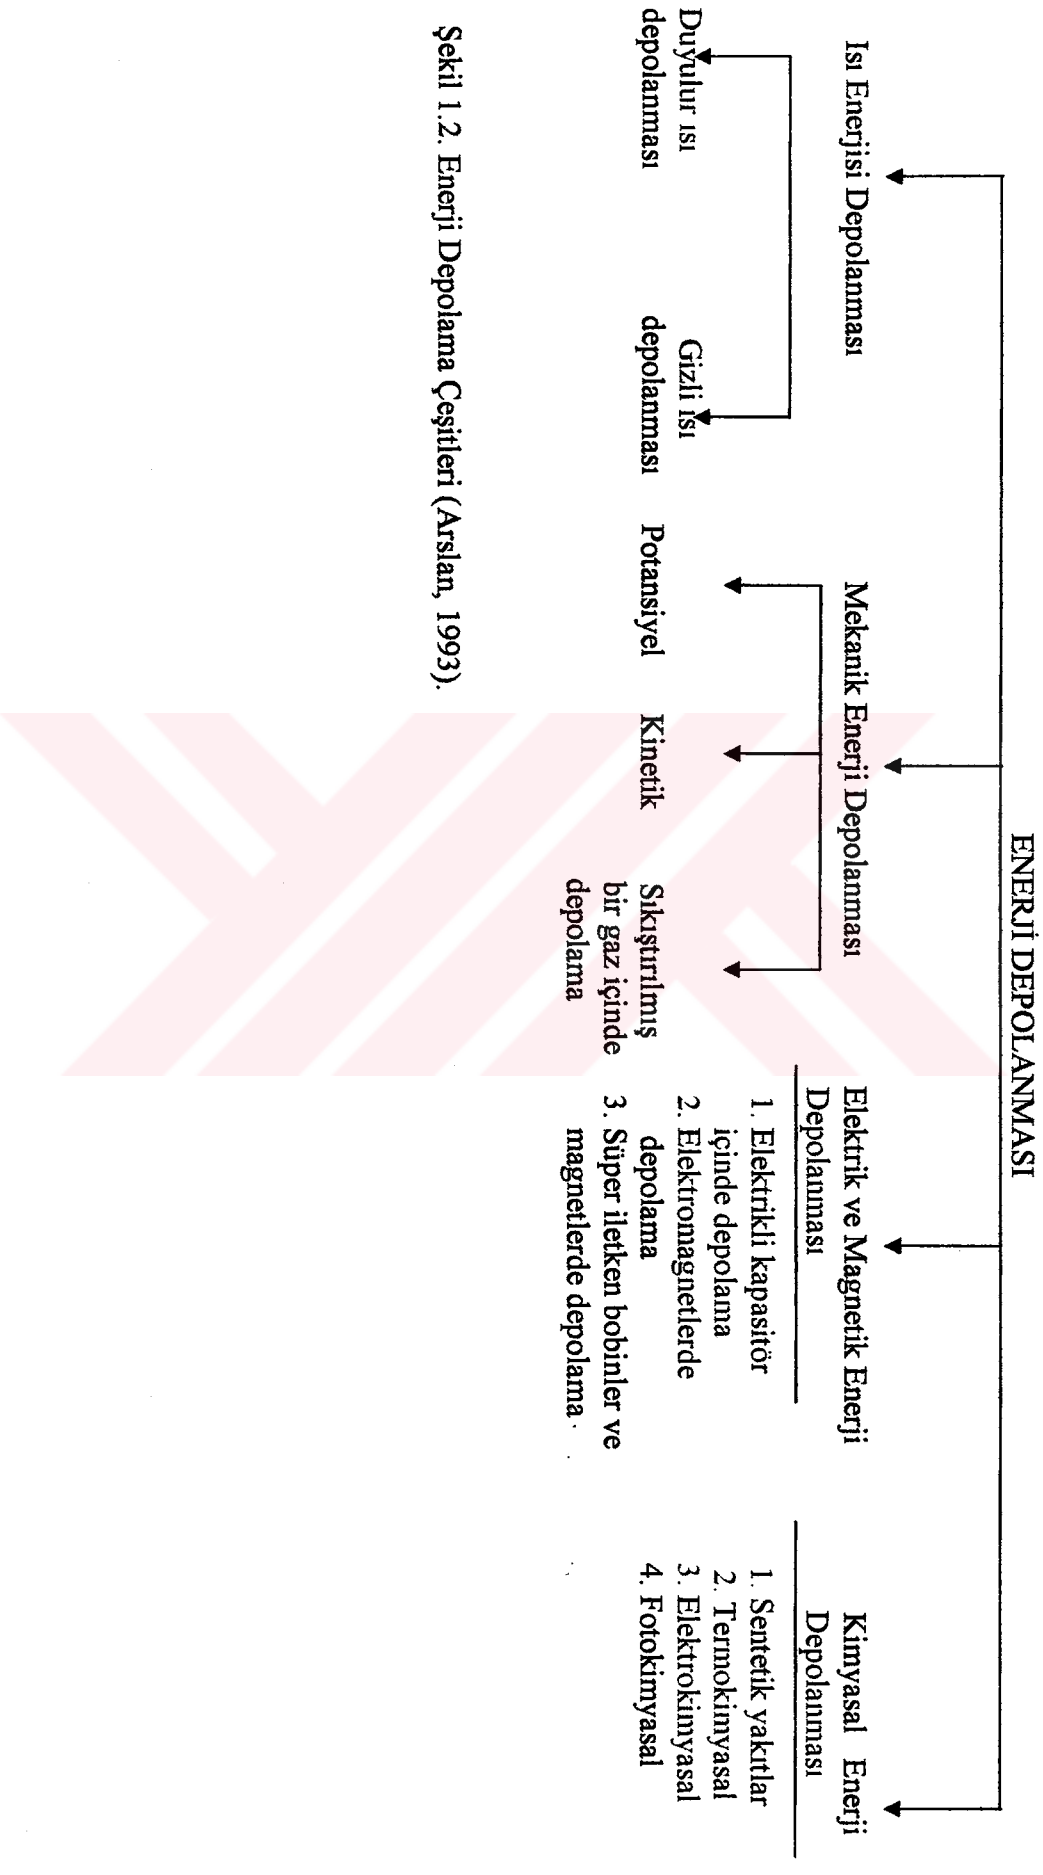 ENERJİ DEPOLANMASI
Isı Enerjisi Depolanması
Duyulur ısı
depolanması
Gizli ısı
depolanması
Mekanik Enerji Depolanması
Potansiyel
Kinetik
Sıkıştırılmış
bir gaz içinde
depolama
Elektrik ve Magnetik Enerji
Depolanması
1. Elektrikli kapasitör
içinde depolama
2. Elektromagnetlerde
depolama
3. Süper iletken bobinler ve
magnetlerde depolama
Kimyasal Enerji
Depolanması
1. Sentetik yakıtlar
2. Termokimyasal
3. Elektrokimyasal
4. Fotokimyasal
Şekil 1.2. Enerji Depolama Çeşitleri (Arslan, 1993).